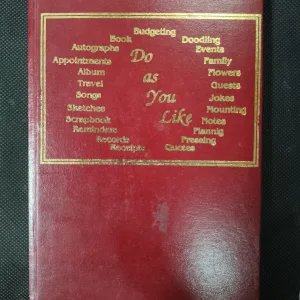 Budgeting
Book Doodling
Autographs Events
Appointments Do Family
Album as Flowers
Travel You Guests
Songs Like Jokes
Sketches Mounting
Scrapbook Notes
Reminders Plannig
Records Pressing
Receipts Quotes